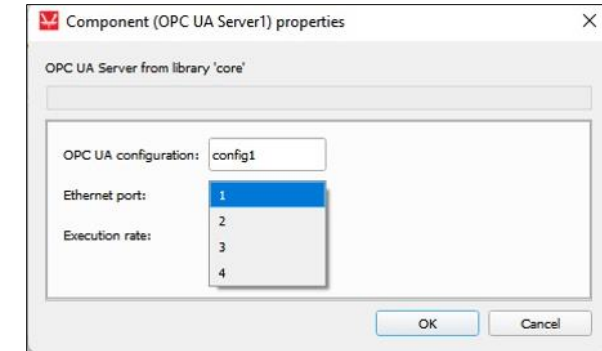 Component (OPC UA Server1) properties
OPC UA Server from library 'core'
OPC UA configuration: config1
Ethernet port: 1
2
Execution rate:
3
4
OK Cancel